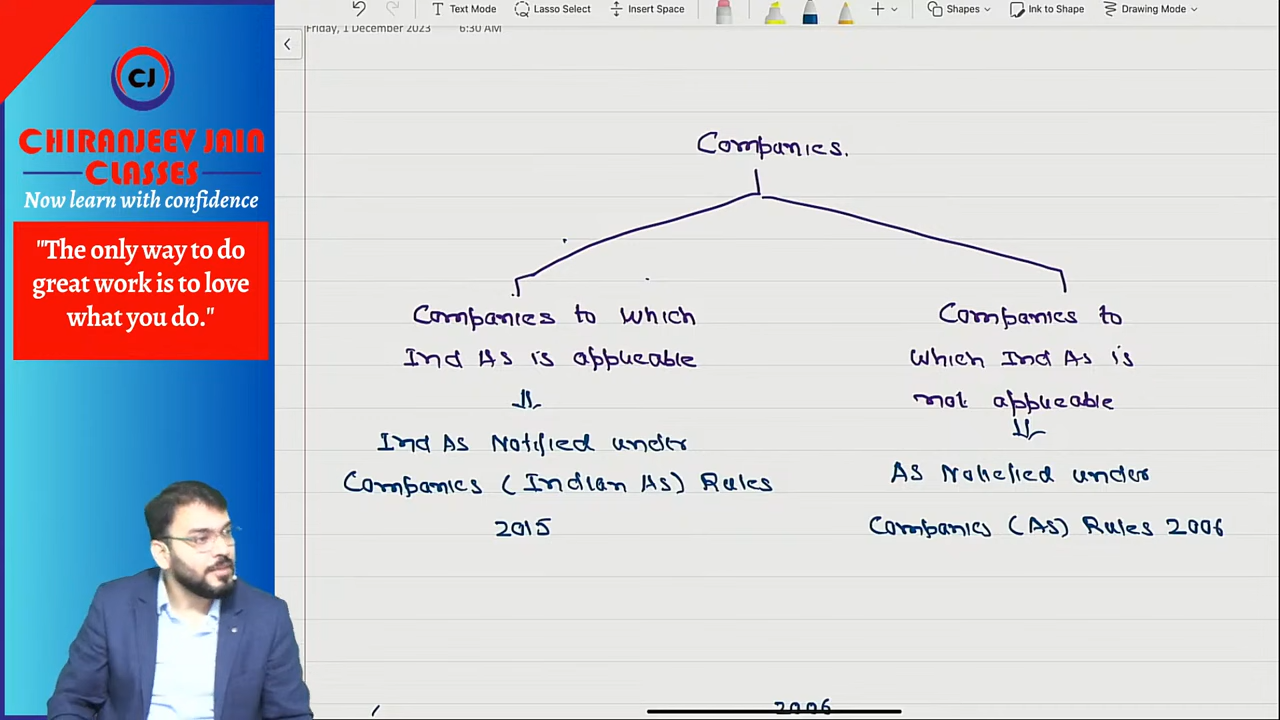 Text Mode
Lasso Select
Insert Space
Shapes
Ink to Shape
Drawing Mode
Friday, 1 December 2023 6:30 AM
CJ
CHIRANJEEV JAIN
CLASSES
Now learn with confidence
"The only way to do
great work is to love
what you do."
Companies.
Companies to which
Ind As is applicable
⇓
Ind AS Notified under
Companies (Indian As) Rules
2015
Companies to
which Ind As is
not applicable
⇓
AS Notified under
Companies (AS) Rules 2006
2006